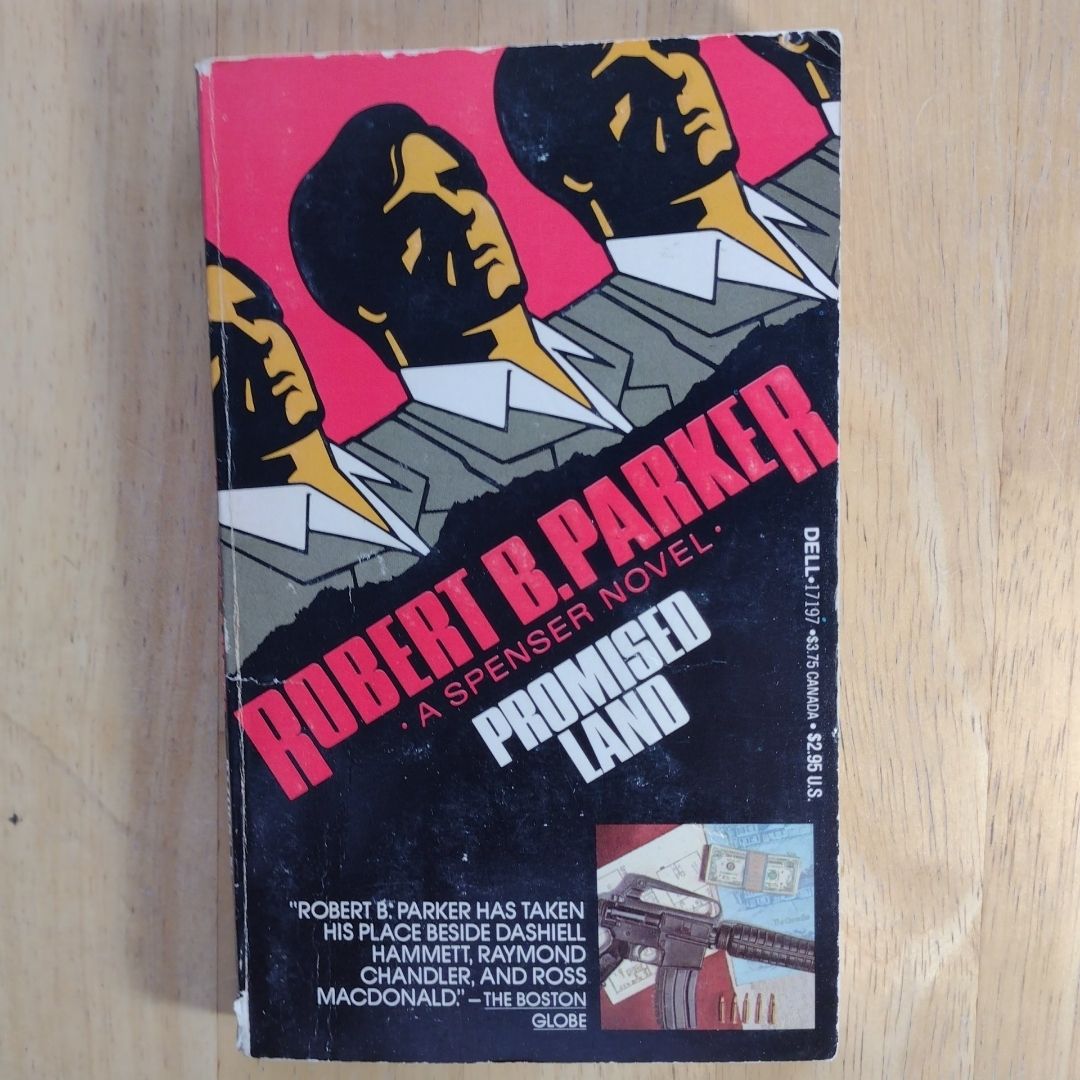 ROBERT B. PARKER
• A SPENSER NOVEL •
PROMISED
LAND
DELL • 17197 • $3.75 CANADA • $2.95 U.S.
"ROBERT B. PARKER HAS TAKEN
HIS PLACE BESIDE DASHIELL
HAMMETT, RAYMOND
CHANDLER, AND ROSS
MACDONALD." – THE BOSTON
GLOBE